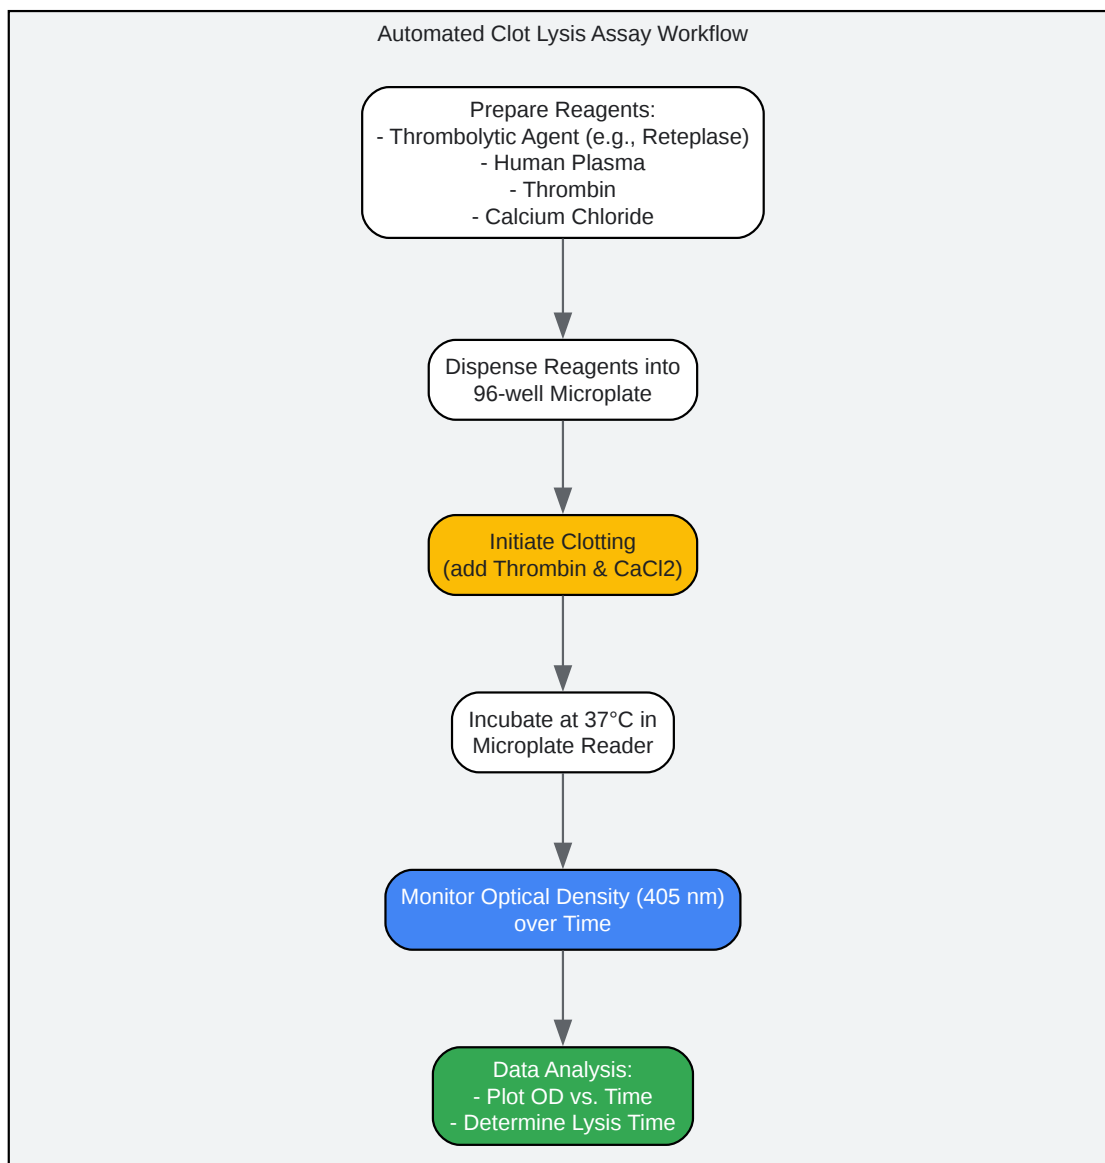 Automated Clot Lysis Assay Workflow
Prepare Reagents:
- Thrombolytic Agent (e.g., Reteplase)
- Human Plasma
- Thrombin
- Calcium Chloride
Dispense Reagents into
96-well Microplate
Initiate Clotting
(add Thrombin & CaCl2)
Incubate at 37°C in
Microplate Reader
Monitor Optical Density (405 nm)
over Time
Data Analysis:
- Plot OD vs. Time
- Determine Lysis Time